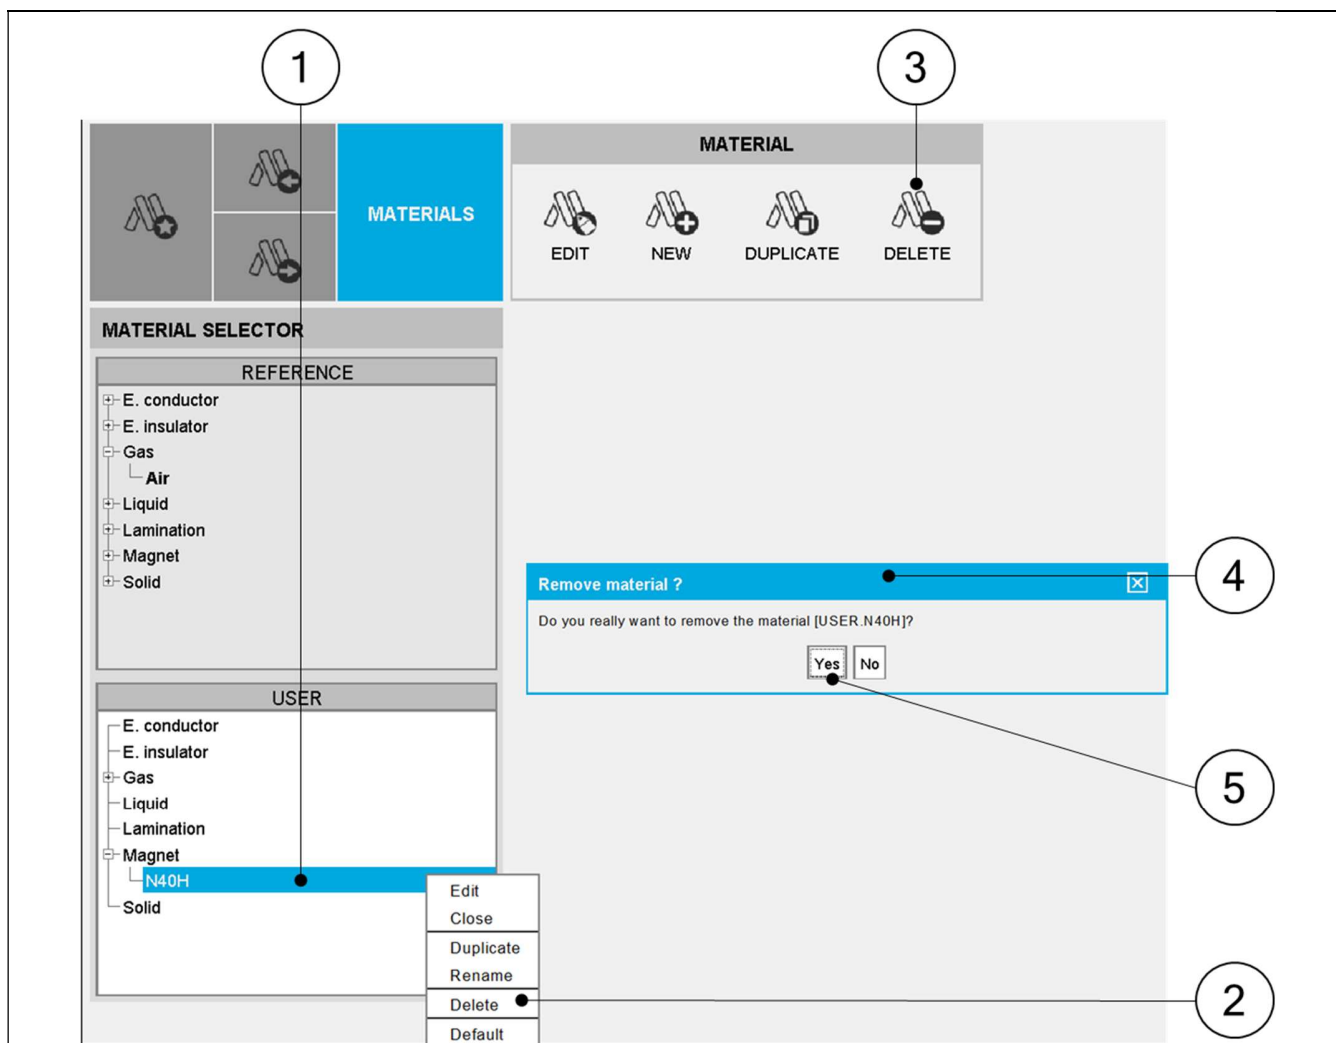 1
3
MATERIALS
MATERIAL
EDIT
NEW
DUPLICATE
DELETE
MATERIAL SELECTOR
REFERENCE
E. conductor
E. insulator
Gas
Air
Liquid
Lamination
Magnet
Solid
4
Remove material ?
Do you really want to remove the material [USER.N40H]?
Yes
No
5
USER
E. conductor
E. insulator
Gas
Liquid
Lamination
Magnet
N40H
Solid
Edit
Close
Duplicate
Rename
Delete
Default
2